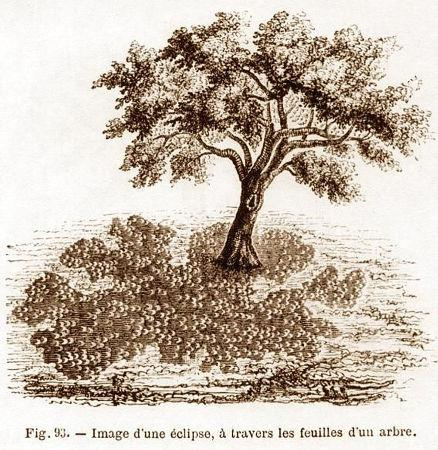 Fig. 93. — Image d'une éclipse, à travers les feuilles d'un arbre.